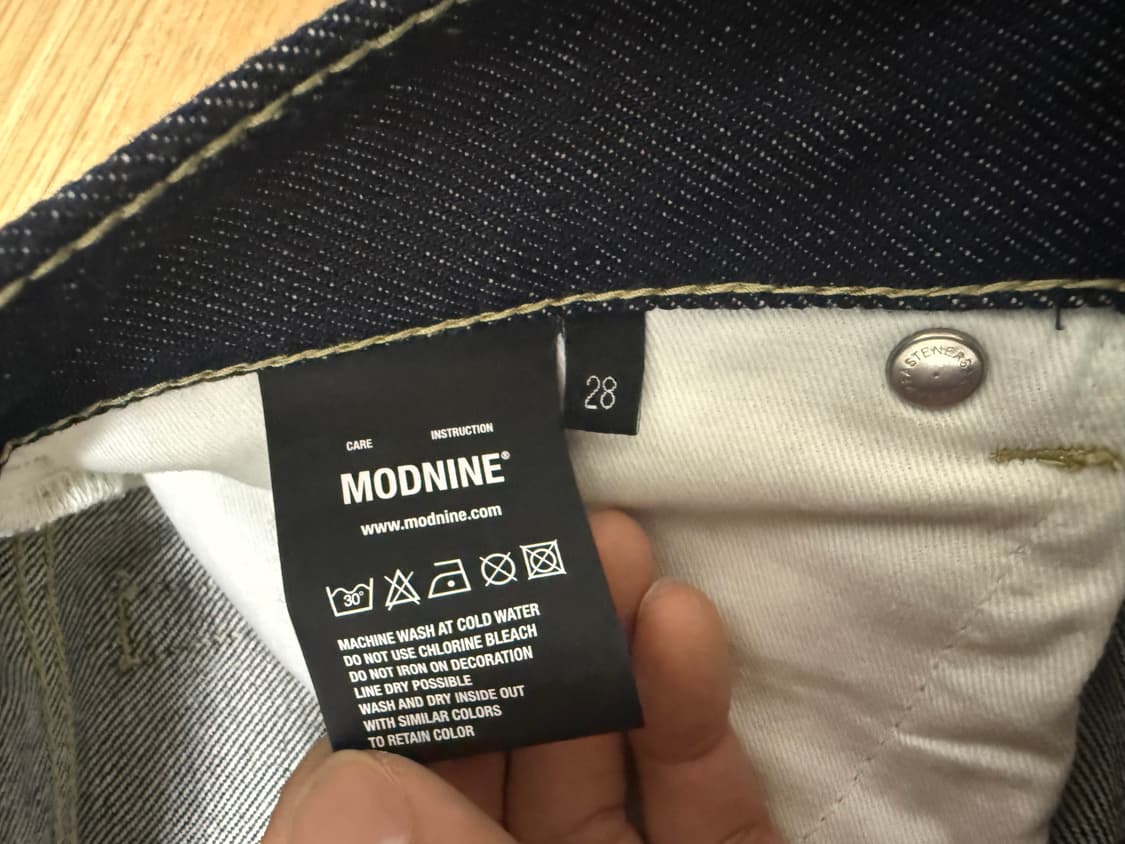 CARE INSTRUCTION
MODNINE®
www.modnine.com
30°
MACHINE WASH AT COLD WATER
DO NOT USE CHLORINE BLEACH
DO NOT IRON ON DECORATION
LINE DRY POSSIBLE
WASH AND DRY INSIDE OUT
WITH SIMILAR COLORS
TO RETAIN COLOR
28